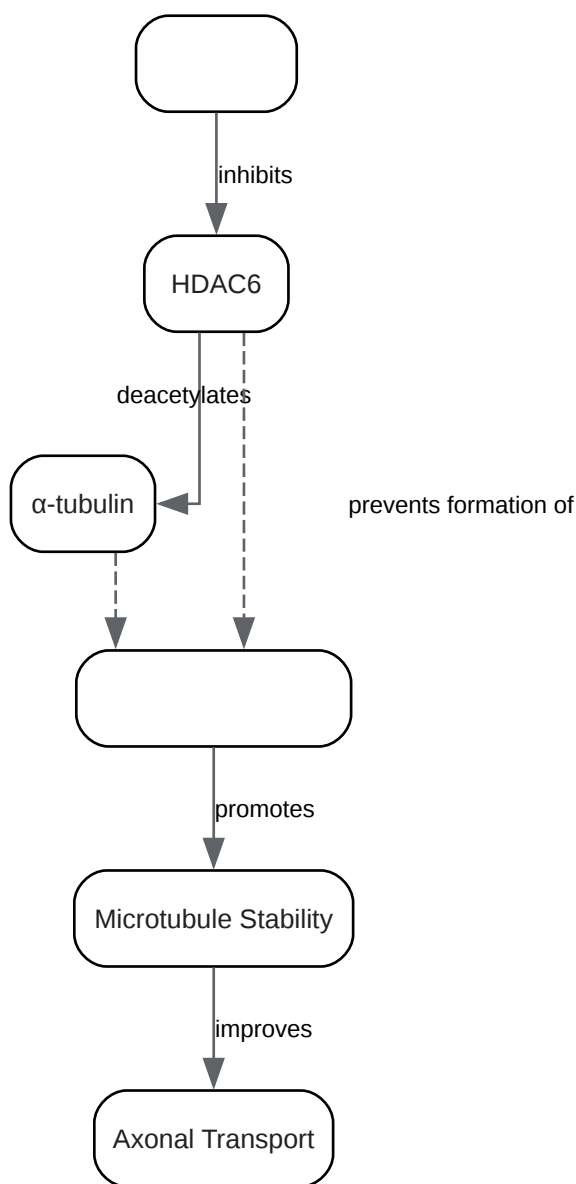 inhibits
HDAC6
deacetylates
α-tubulin
prevents formation of
promotes
Microtubule Stability
improves
Axonal Transport